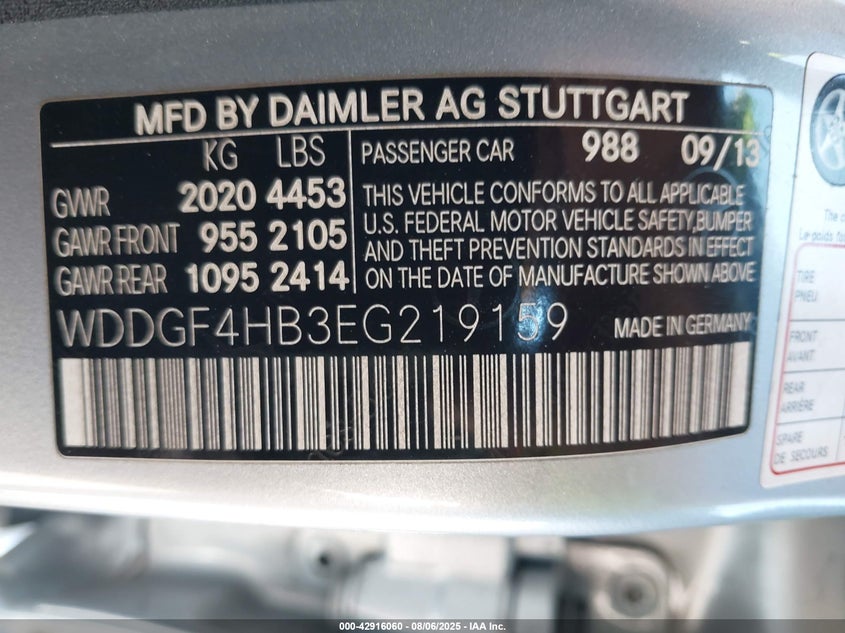 MFD BY DAIMLER AG STUTTGART
KG LBS
GVWR 2020 4453
GAWR FRONT 955 2105
GAWR REAR 1095 2414
PASSENGER CAR 988 09/13
THIS VEHICLE CONFORMS TO ALL APPLICABLE
U.S. FEDERAL MOTOR VEHICLE SAFETY,BUMPER
AND THEFT PREVENTION STANDARDS IN EFFECT
ON THE DATE OF MANUFACTURE SHOWN ABOVE
WDDGF4HB3EG219159 MADE IN GERMANY
Le poids
TIRE
PNEU
FRONT
AVANT
REAR
ARRIÈRE
SPARE
DE SECOURS
000-42916060 - 08/06/2025 - IAA Inc.